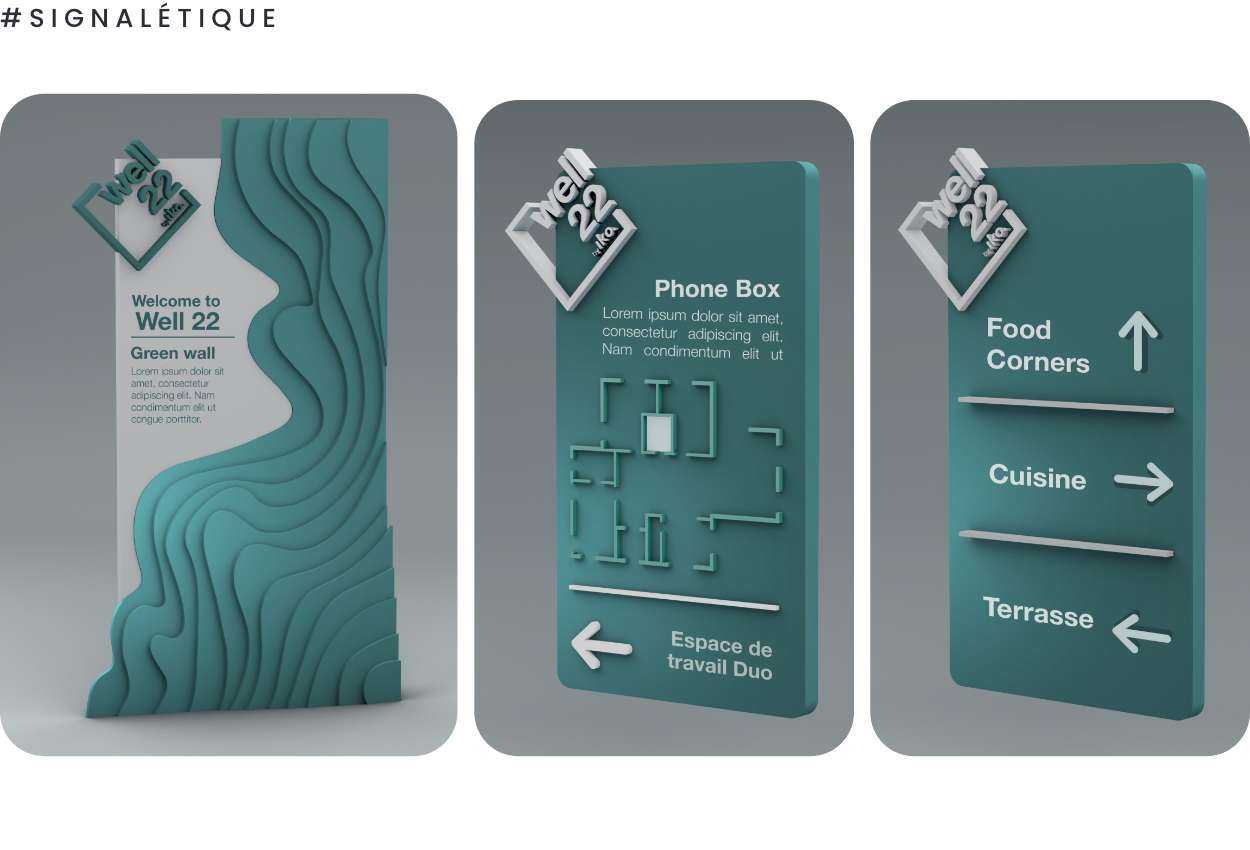 #SIGNALÉTIQUE
well
22
by ika
Welcome to
Well 22
Green wall
Lorem ipsum dolor sit
amet, consectetur
adipiscing elit. Nam
condimentum elit ut
congue porttitor.
well
22
by ika
Phone Box
Lorem ipsum dolor sit amet,
consectetur adipiscing elit.
Nam condimentum elit ut
Espace de
travail Duo
well
22
by ika
Food
Corners
Cuisine
Terrasse